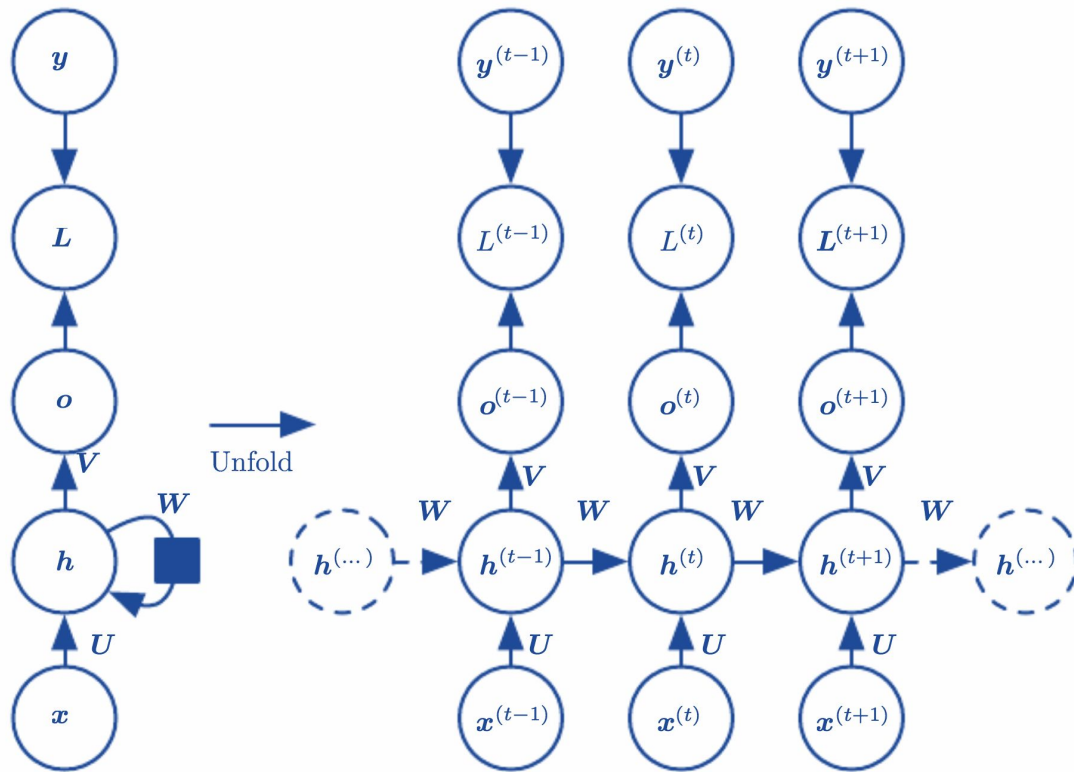 y y^{(t-1)} y^{(t)} y^{(t+1)}
L L^{(t-1)} L^{(t)} L^{(t+1)}
o o^{(t-1)} o^{(t)} o^{(t+1)}
Unfold
V V V V
W W W W W
h h^{(...)} h^{(t-1)} h^{(t)} h^{(t+1)} h^{(...)}
U U U U
x x^{(t-1)} x^{(t)} x^{(t+1)}